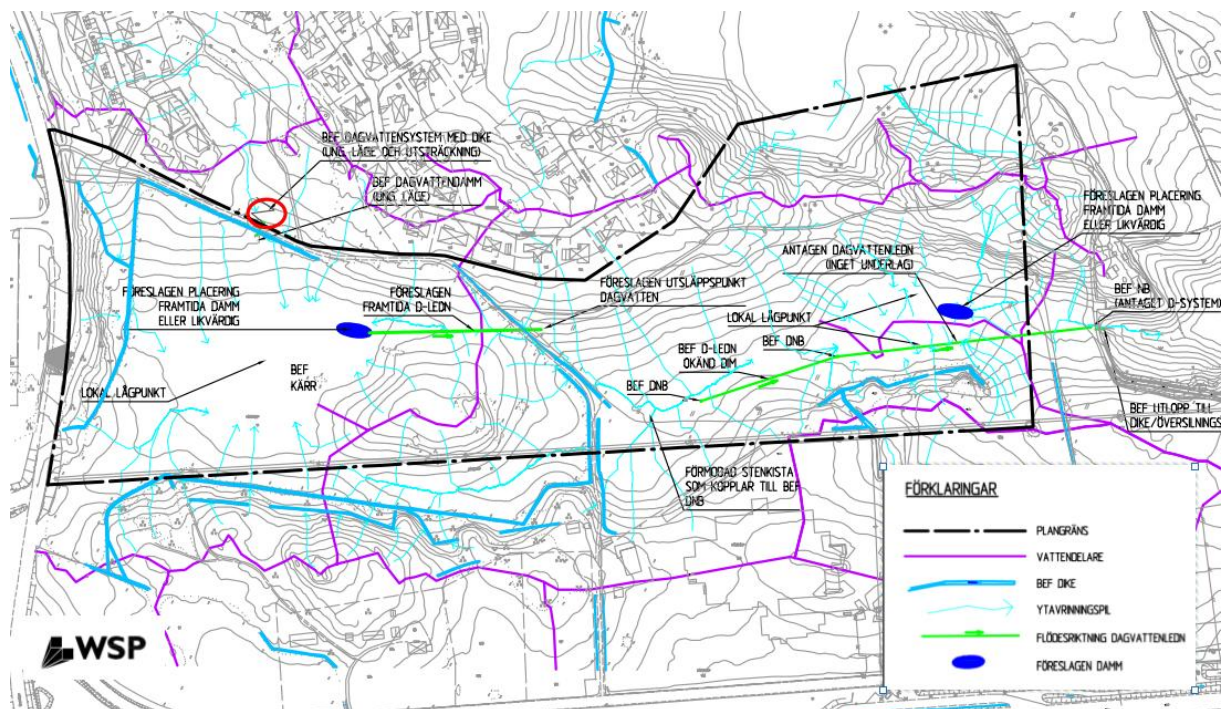 BEF DAGVATTENSYSTEM MED DIKE
(UNG. LÄGE OCH UTSTRÄCKNING)
BEF DAGVATTENDAMM
(UNG. LÄGE)
FÖRESLAGEN PLACERING
FRAMTIDA DAMM
ELLER LIKVÄRDIG
ANTAGEN DAGVATTENLEDN
(INGET UNDERLAG)
FÖRESLAGEN UTSLÄPPSPUNKT
DAGVATTEN
FÖRESLAGEN PLACERING
FRAMTIDA DAMM
ELLER LIKVÄRDIG
FÖRESLAGEN
FRAMTIDA D-LEDN
BEF NB
(ANTAGET D-SYSTEM)
LOKAL LÅGPUNKT
BEF DNB
BEF D-LEDN
OKÄND DIM
BEF
KÄRR
LOKAL LÅGPUNKT
BEF DNB
BEF UTLOPP TILL
DIKE/ÖVERSILNINGS
FÖRMODAD STENKISTA
SOM KOPPLAR TILL BEF
DNB
FÖRKLARINGAR
PLANGRÄNS
VATTENDELARE
BEF DIKE
YTAVRINNINGSPIL
FLÖDESRIKTNING DAGVATTENLEDN
FÖRESLAGEN DAMM
WSP